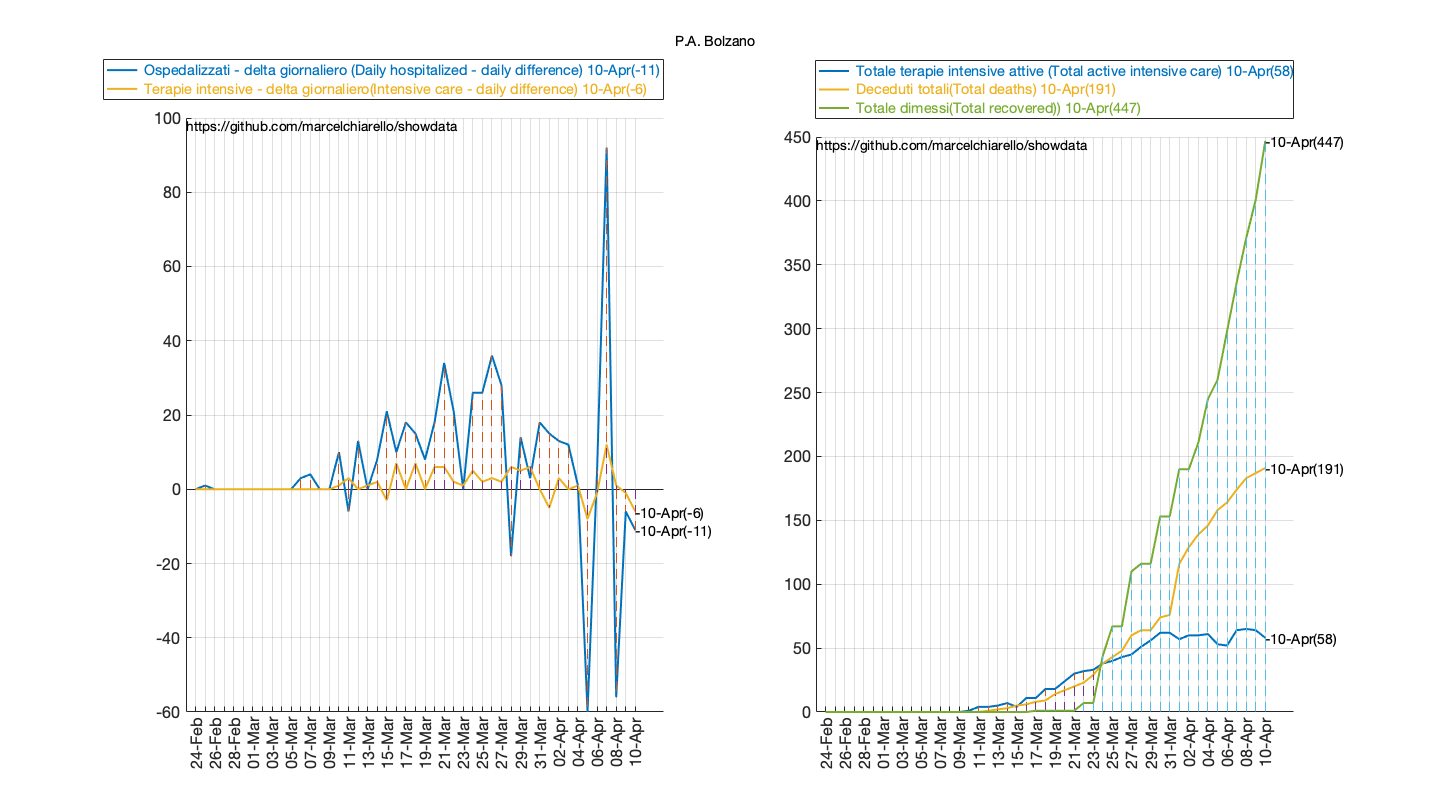 P.A. Bolzano
Ospedalizzati - delta giornaliero (Daily hospitalized - daily difference) 10-Apr(-11)
Terapie intensive - delta giornaliero(Intensive care - daily difference) 10-Apr(-6)
https://github.com/marcelchiarello/showdata
100
80
60
40
20
0
-20
-40
-60
10-Apr(-6)
10-Apr(-11)
24-Feb
26-Feb
28-Feb
01-Mar
03-Mar
05-Mar
07-Mar
09-Mar
11-Mar
13-Mar
15-Mar
17-Mar
19-Mar
21-Mar
23-Mar
25-Mar
27-Mar
29-Mar
31-Mar
02-Apr
04-Apr
06-Apr
08-Apr
10-Apr
Totale terapie intensive attive (Total active intensive care) 10-Apr(58)
Deceduti totali(Total deaths) 10-Apr(191)
Totale dimessi(Total recovered)) 10-Apr(447)
https://github.com/marcelchiarello/showdata
450
400
350
300
250
200
150
100
50
0
10-Apr(447)
10-Apr(191)
10-Apr(58)
24-Feb
26-Feb
28-Feb
01-Mar
03-Mar
05-Mar
07-Mar
09-Mar
11-Mar
13-Mar
15-Mar
17-Mar
19-Mar
21-Mar
23-Mar
25-Mar
27-Mar
29-Mar
31-Mar
02-Apr
04-Apr
06-Apr
08-Apr
10-Apr